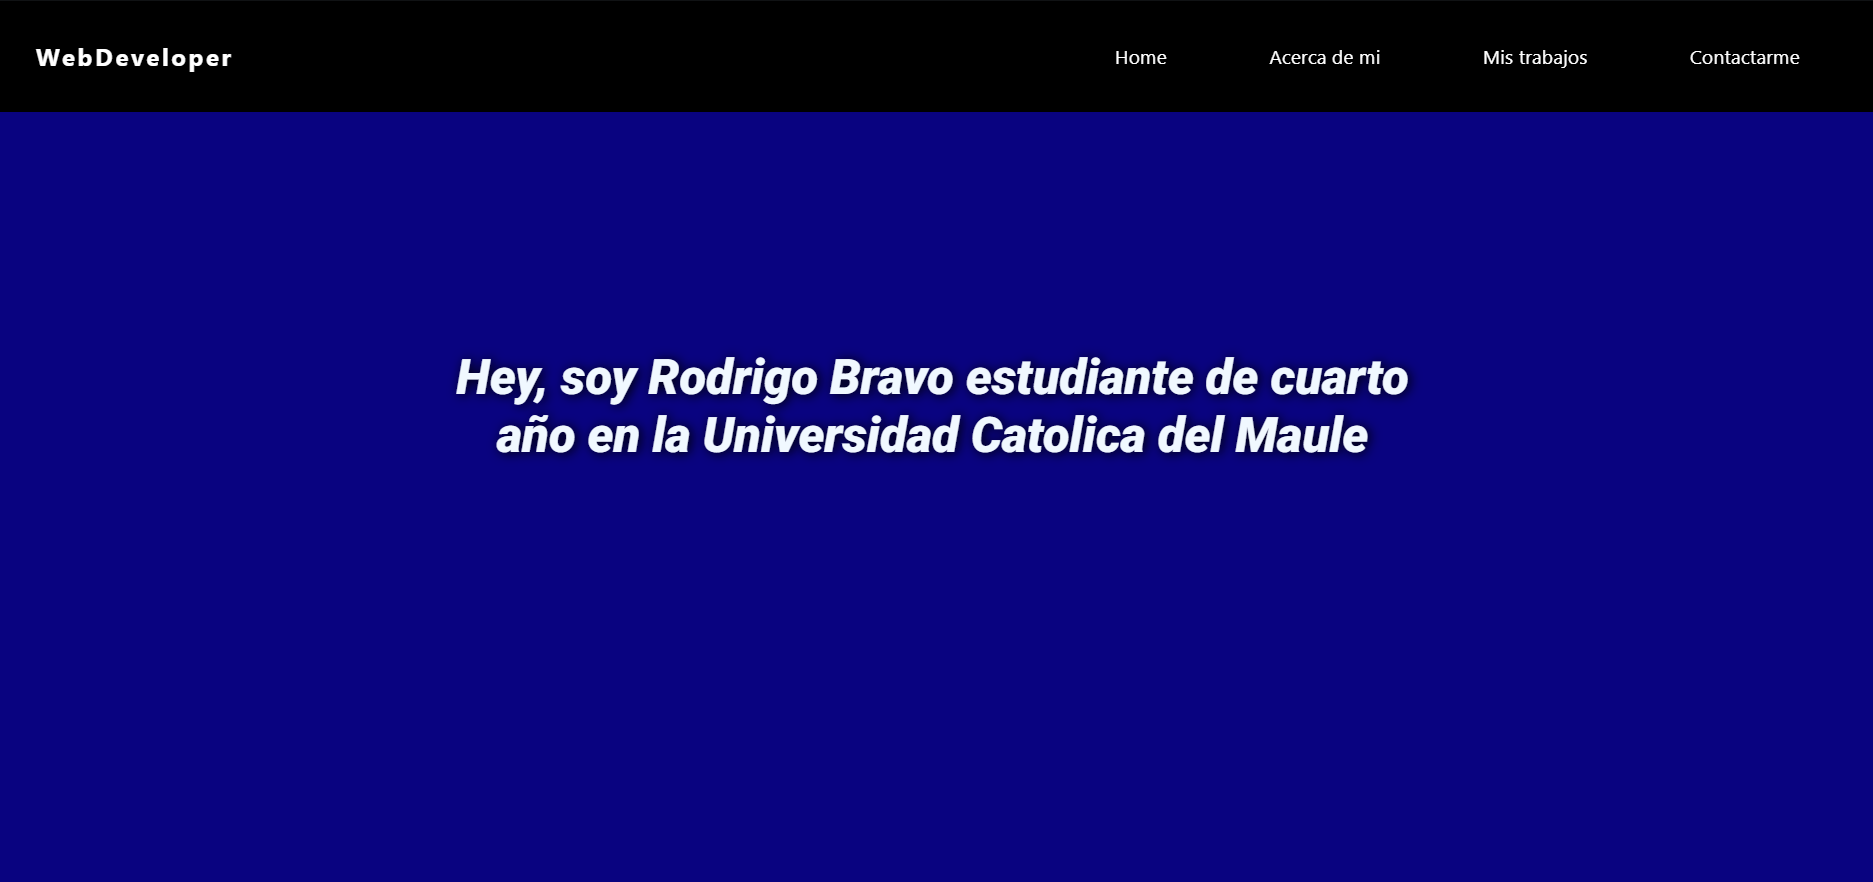 WebDeveloper
Home Acerca de mi Mis trabajos Contactarme
Hey, soy Rodrigo Bravo estudiante de cuarto
año en la Universidad Catolica del Maule